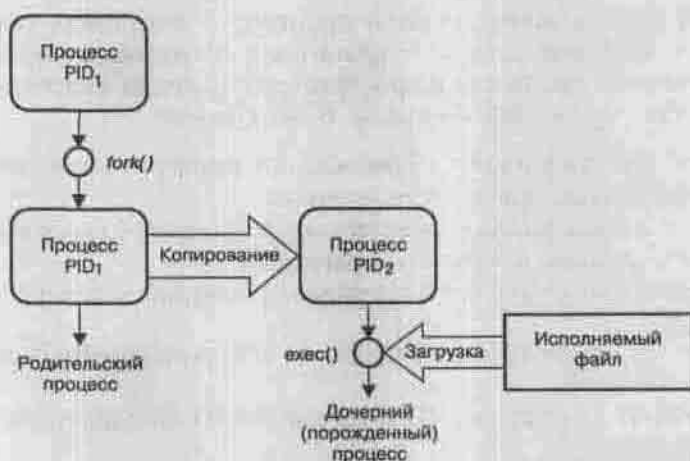 Процесс
PID1
fork()
Процесс
PID1
Копирование
Процесс
PID2
Родительский
процесс
exec()
Загрузка
Исполняемый
файл
Дочерний
(порожденный)
процесс